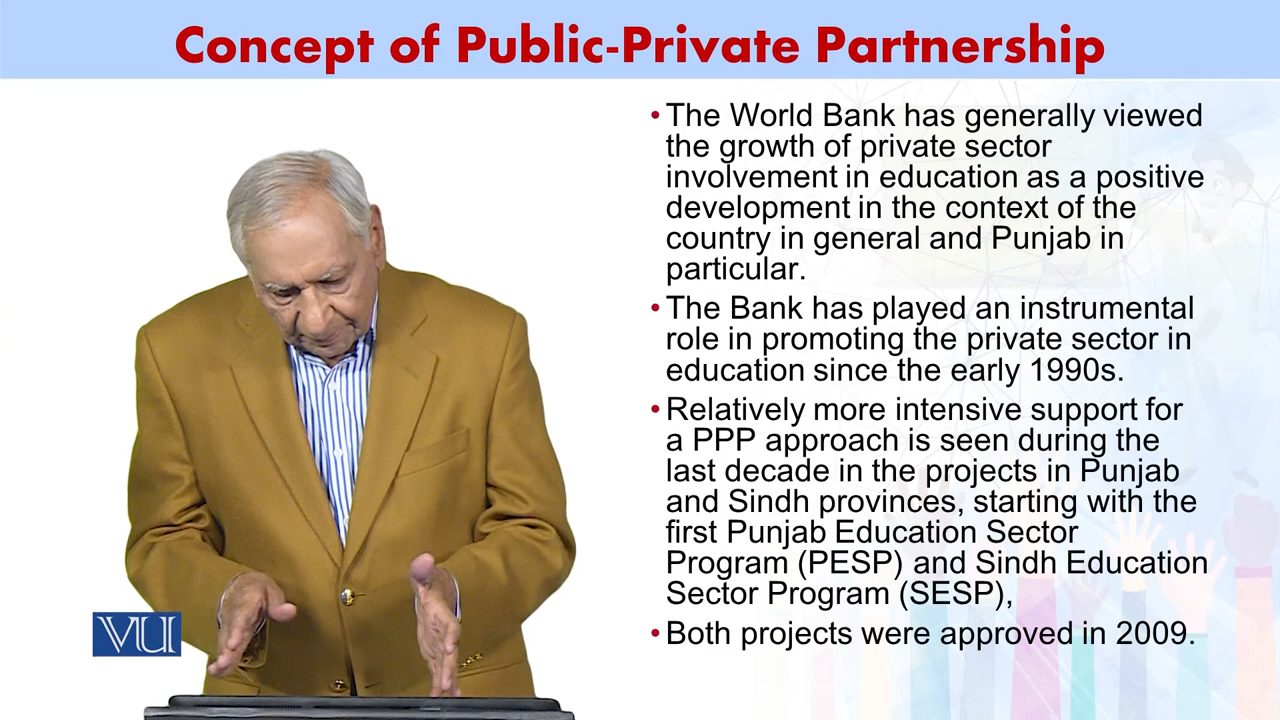 Concept of Public-Private Partnership
•The World Bank has generally viewed
the growth of private sector
involvement in education as a positive
development in the context of the
country in general and Punjab in
particular.
•The Bank has played an instrumental
role in promoting the private sector in
education since the early 1990s.
•Relatively more intensive support for
a PPP approach is seen during the
last decade in the projects in Punjab
and Sindh provinces, starting with the
first Punjab Education Sector
Program (PESP) and Sindh Education
Sector Program (SESP),
•Both projects were approved in 2009.
VU